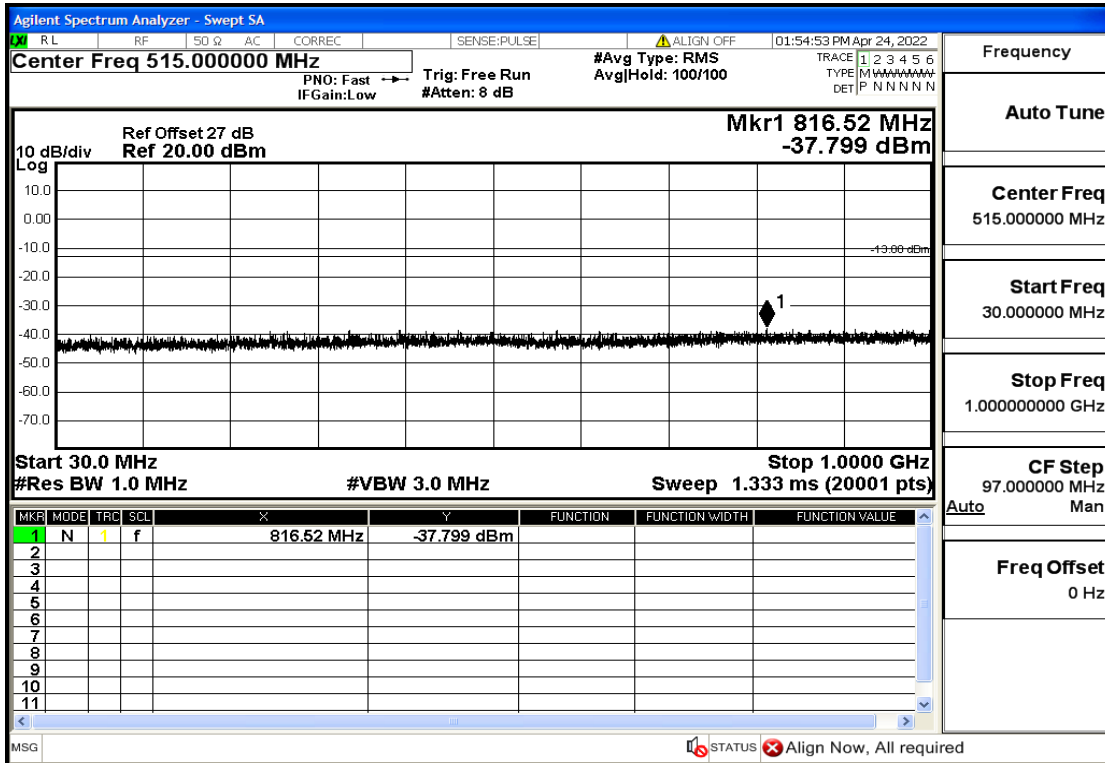 Agilent Spectrum Analyzer - Swept SA
LXI RL RF 50 Ω AC CORREC SENSE:PULSE ALIGN OFF 01:54:53 PM Apr 24, 2022
Center Freq 515.000000 MHz #Avg Type: RMS TRACE 1 2 3 4 5 6
PNO: Fast Trig: Free Run Avg|Hold: 100/100 TYPE M WWWWW
IFGain:Low #Atten: 8 dB DET P N N N N N
Mkr1 816.52 MHz
Ref Offset 27 dB -37.799 dBm
10 dB/div Ref 20.00 dBm
Log
10.0
0.00
-10.0
-13.00 dBm
-20.0
-30.0
1
-40.0
-50.0
-60.0
-70.0
Start 30.0 MHz Stop 1.0000 GHz
#Res BW 1.0 MHz #VBW 3.0 MHz Sweep 1.333 ms (20001 pts)
MKR MODE TRC SCL X Y FUNCTION FUNCTION WIDTH FUNCTION VALUE
1 N 1 f 816.52 MHz -37.799 dBm
2
3
4
5
6
7
8
9
10
11
MSG STATUS Align Now, All required
Frequency
Auto Tune
Center Freq
515.000000 MHz
Start Freq
30.000000 MHz
Stop Freq
1.000000000 GHz
CF Step
97.000000 MHz
Auto Man
Freq Offset
0 Hz